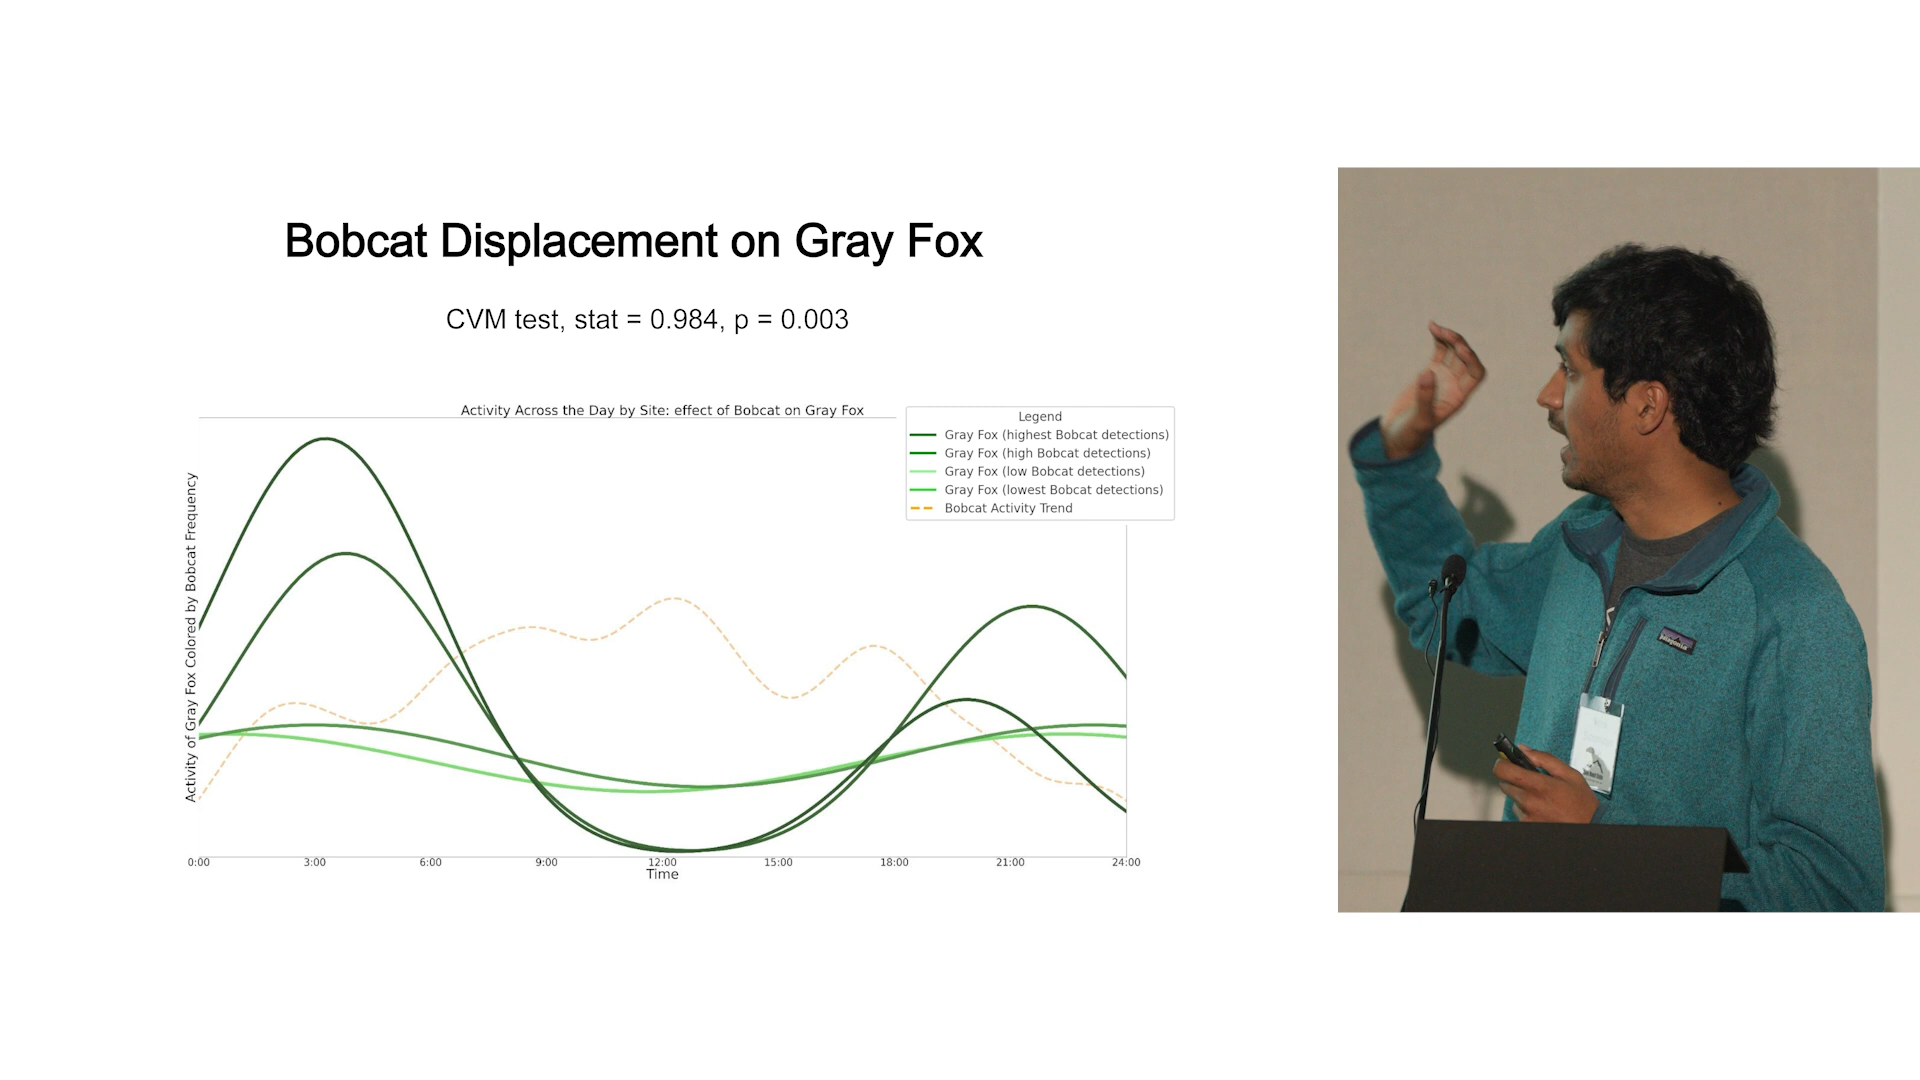 Bobcat Displacement on Gray Fox
CVM test, stat = 0.984, p = 0.003
Activity Across the Day by Site: effect of Bobcat on Gray Fox
Legend
Gray Fox (highest Bobcat detections)
Gray Fox (high Bobcat detections)
Gray Fox (low Bobcat detections)
Gray Fox (lowest Bobcat detections)
Bobcat Activity Trend
Activity of Gray Fox Colored by Bobcat Frequency
0:00 3:00 6:00 9:00 12:00 15:00 18:00 21:00 24:00
Time
patagonia